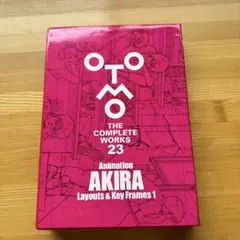 OTOMO
THE
COMPLETE
WORKS
23
Animation
AKIRA
Layouts & Key Frames 1